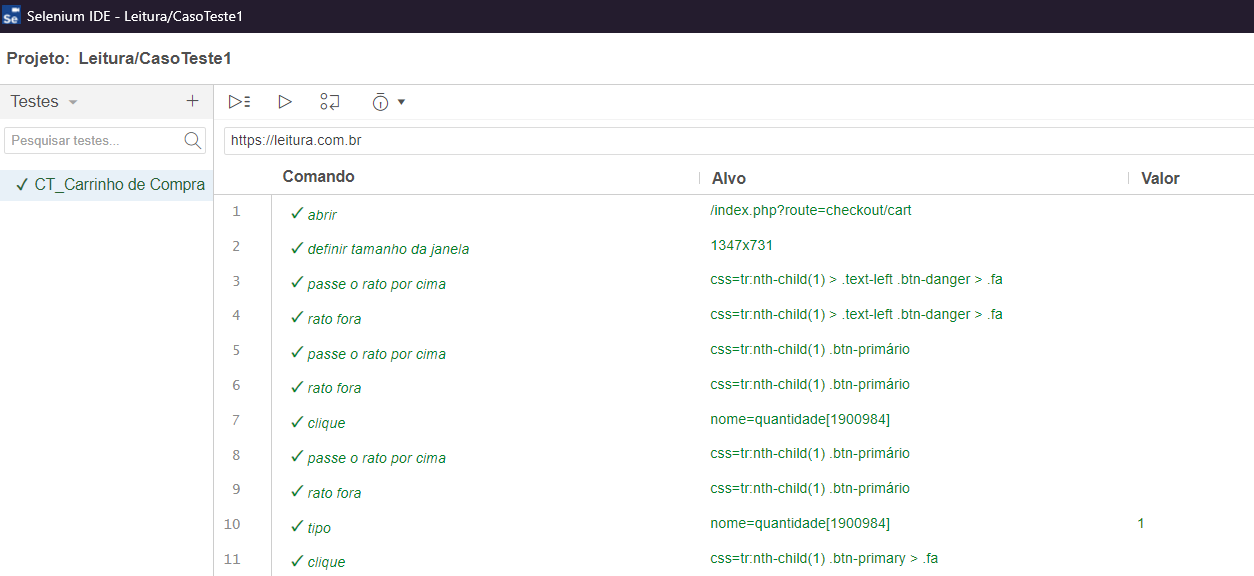 Selenium IDE - Leitura/CasoTeste1
Projeto: Leitura/CasoTeste1
Testes
Pesquisar testes...
✓ CT_Carrinho de Compra
https://leitura.com.br
Comando Alvo Valor
1 ✓ abrir /index.php?route=checkout/cart
2 ✓ definir tamanho da janela 1347x731
3 ✓ passe o rato por cima css=tr:nth-child(1) > .text-left .btn-danger > .fa
4 ✓ rato fora css=tr:nth-child(1) > .text-left .btn-danger > .fa
5 ✓ passe o rato por cima css=tr:nth-child(1) .btn-primário
6 ✓ rato fora css=tr:nth-child(1) .btn-primário
7 ✓ clique nome=quantidade[1900984]
8 ✓ passe o rato por cima css=tr:nth-child(1) .btn-primário
9 ✓ rato fora css=tr:nth-child(1) .btn-primário
10 ✓ tipo nome=quantidade[1900984] 1
11 ✓ clique css=tr:nth-child(1) .btn-primary > .fa